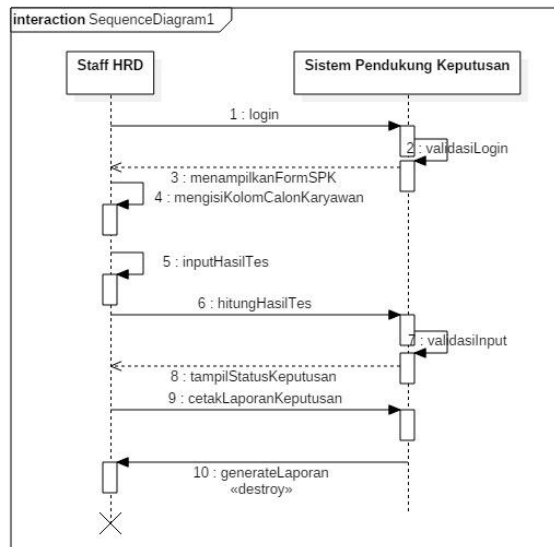 interaction SequenceDiagram1
Staff HRD
Sistem Pendukung Keputusan
1 : login
2 : validasiLogin
3 : menampilkanFormSPK
4 : mengisiKolomCalonKaryawan
5 : inputHasilTes
6 : hitungHasilTes
7 : validasiInput
8 : tampilStatusKeputusan
9 : cetakLaporanKeputusan
10 : generateLaporan
«destroy»